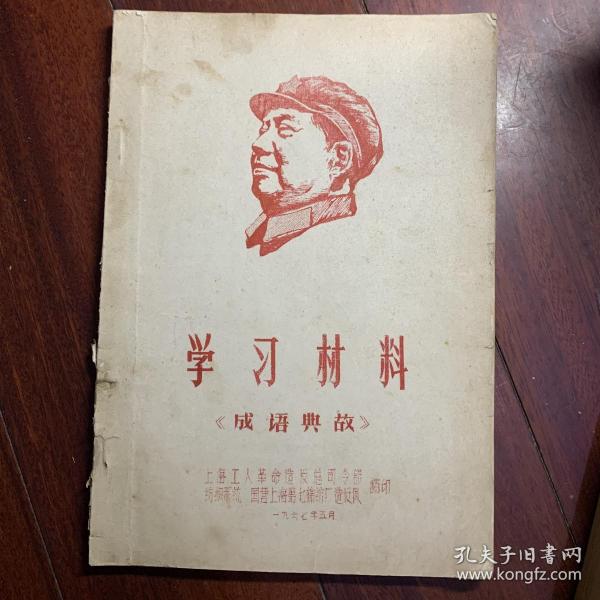 学习材料
《成语典故》
上海工人革命造反总司令部
纺织系统 国营上海第七棉纺厂造反队 翻印
一九六七年五月
孔夫子旧书网
www.kongfz.com